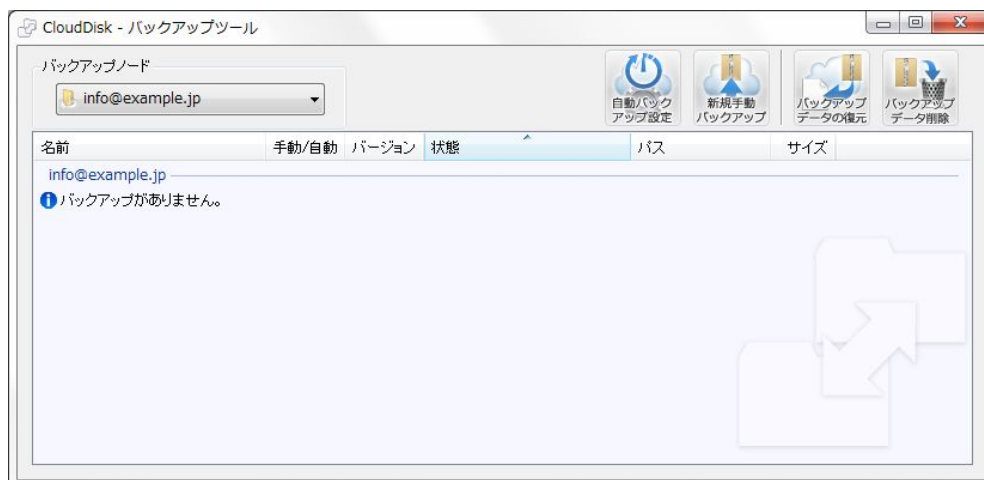 CloudDisk - バックアップツール
バックアップノード
info@example.jp
自動バック
アップ設定
新規手動
バックアップ
バックアップ
データの復元
バックアップ
データ削除
名前 手動/自動 バージョン 状態 パス サイズ
info@example.jp
バックアップがありません。